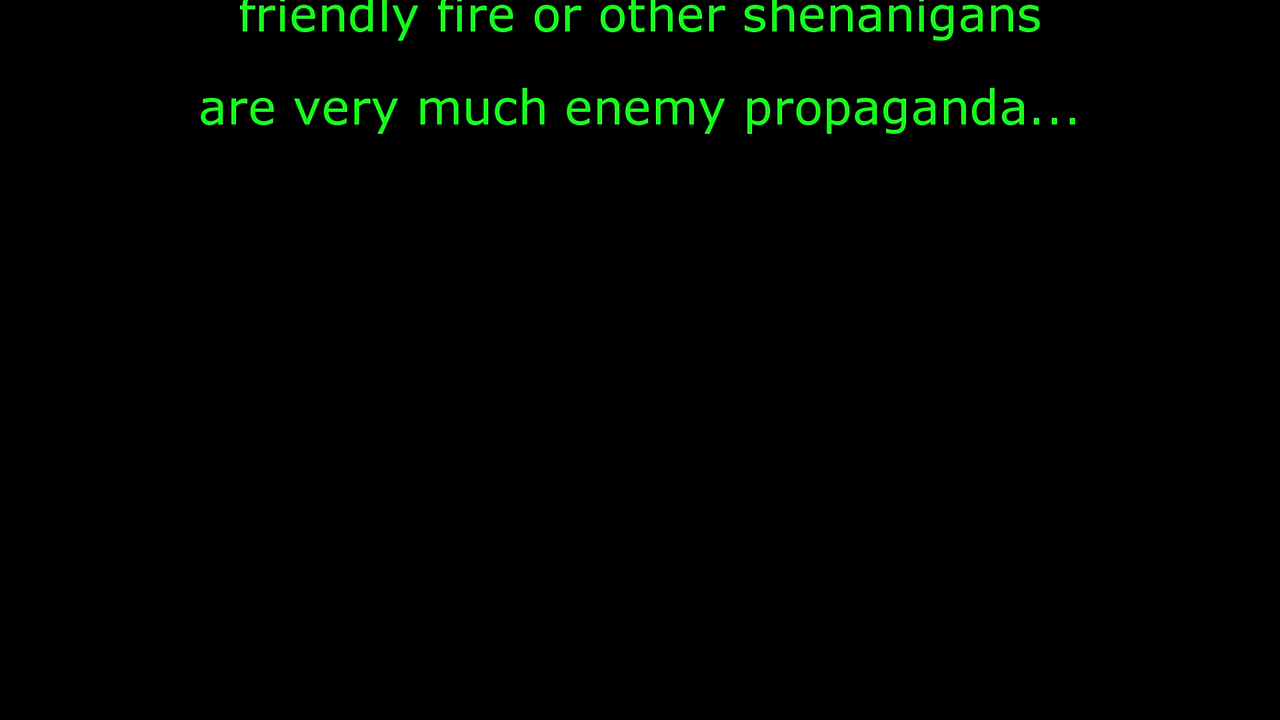 friendly fire or other shenanigans
are very much enemy propaganda...